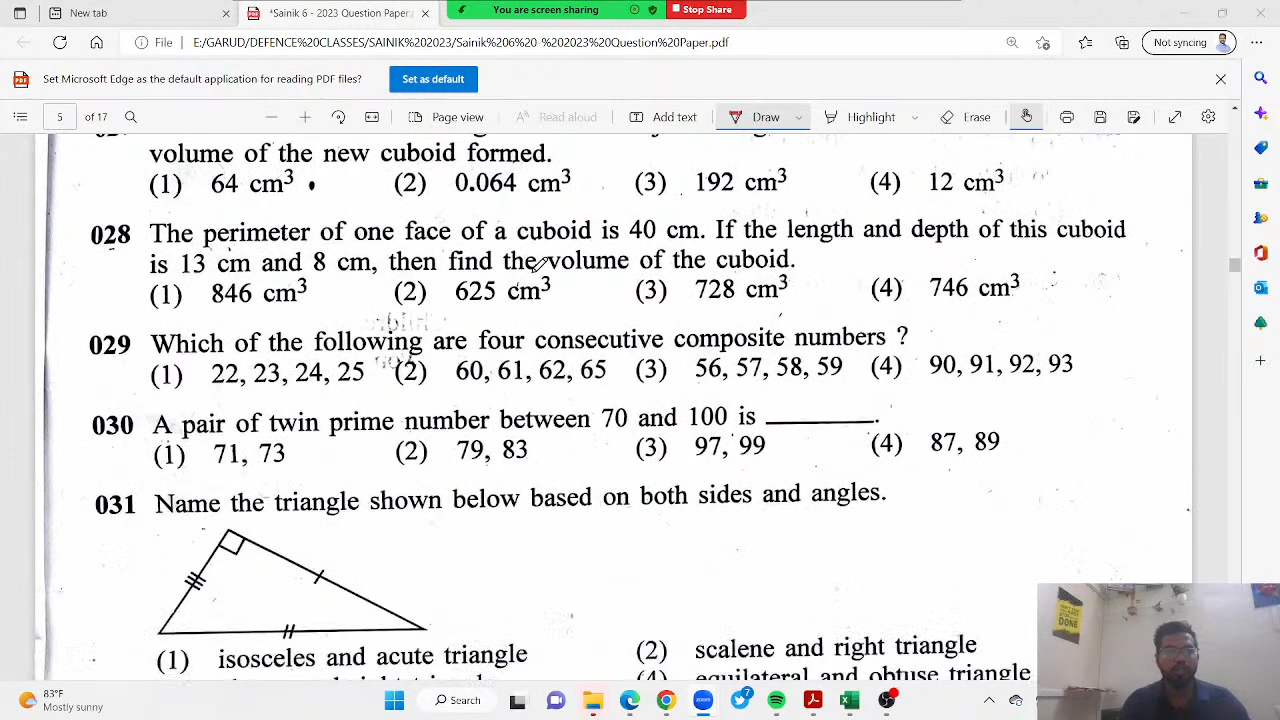 New tab
*Sainik 6 - 2023 Question Paper.
You are screen sharing
Stop Share
File
E:/GARUD/DEFENCE%20CLASSES/SAINIK%202023/Sainik%206%20-%202023%20Question%20Paper.pdf
Not syncing
Set Microsoft Edge as the default application for reading PDF files?
Set as default
5 of 17
Page view
Read aloud
Add text
Draw
Highlight
Erase
volume of the new cuboid formed.
(1) 64 cm³ (2) 0.064 cm³ (3) 192 cm³ (4) 12 cm³
028 The perimeter of one face of a cuboid is 40 cm. If the length and depth of this cuboid
is 13 cm and 8 cm, then find the volume of the cuboid.
(1) 846 cm³ (2) 625 cm³ (3) 728 cm³ (4) 746 cm³
029 Which of the following are four consecutive composite numbers ?
(1) 22, 23, 24, 25 (2) 60, 61, 62, 65 (3) 56, 57, 58, 59 (4) 90, 91, 92, 93
030 A pair of twin prime number between 70 and 100 is ________.
(1) 71, 73 (2) 79, 83 (3) 97, 99 (4) 87, 89
031 Name the triangle shown below based on both sides and angles.
(1) isosceles and acute triangle (2) scalene and right triangle
(4) equilateral and obtuse triangle
DONE
83°F
Mostly sunny
Search
7